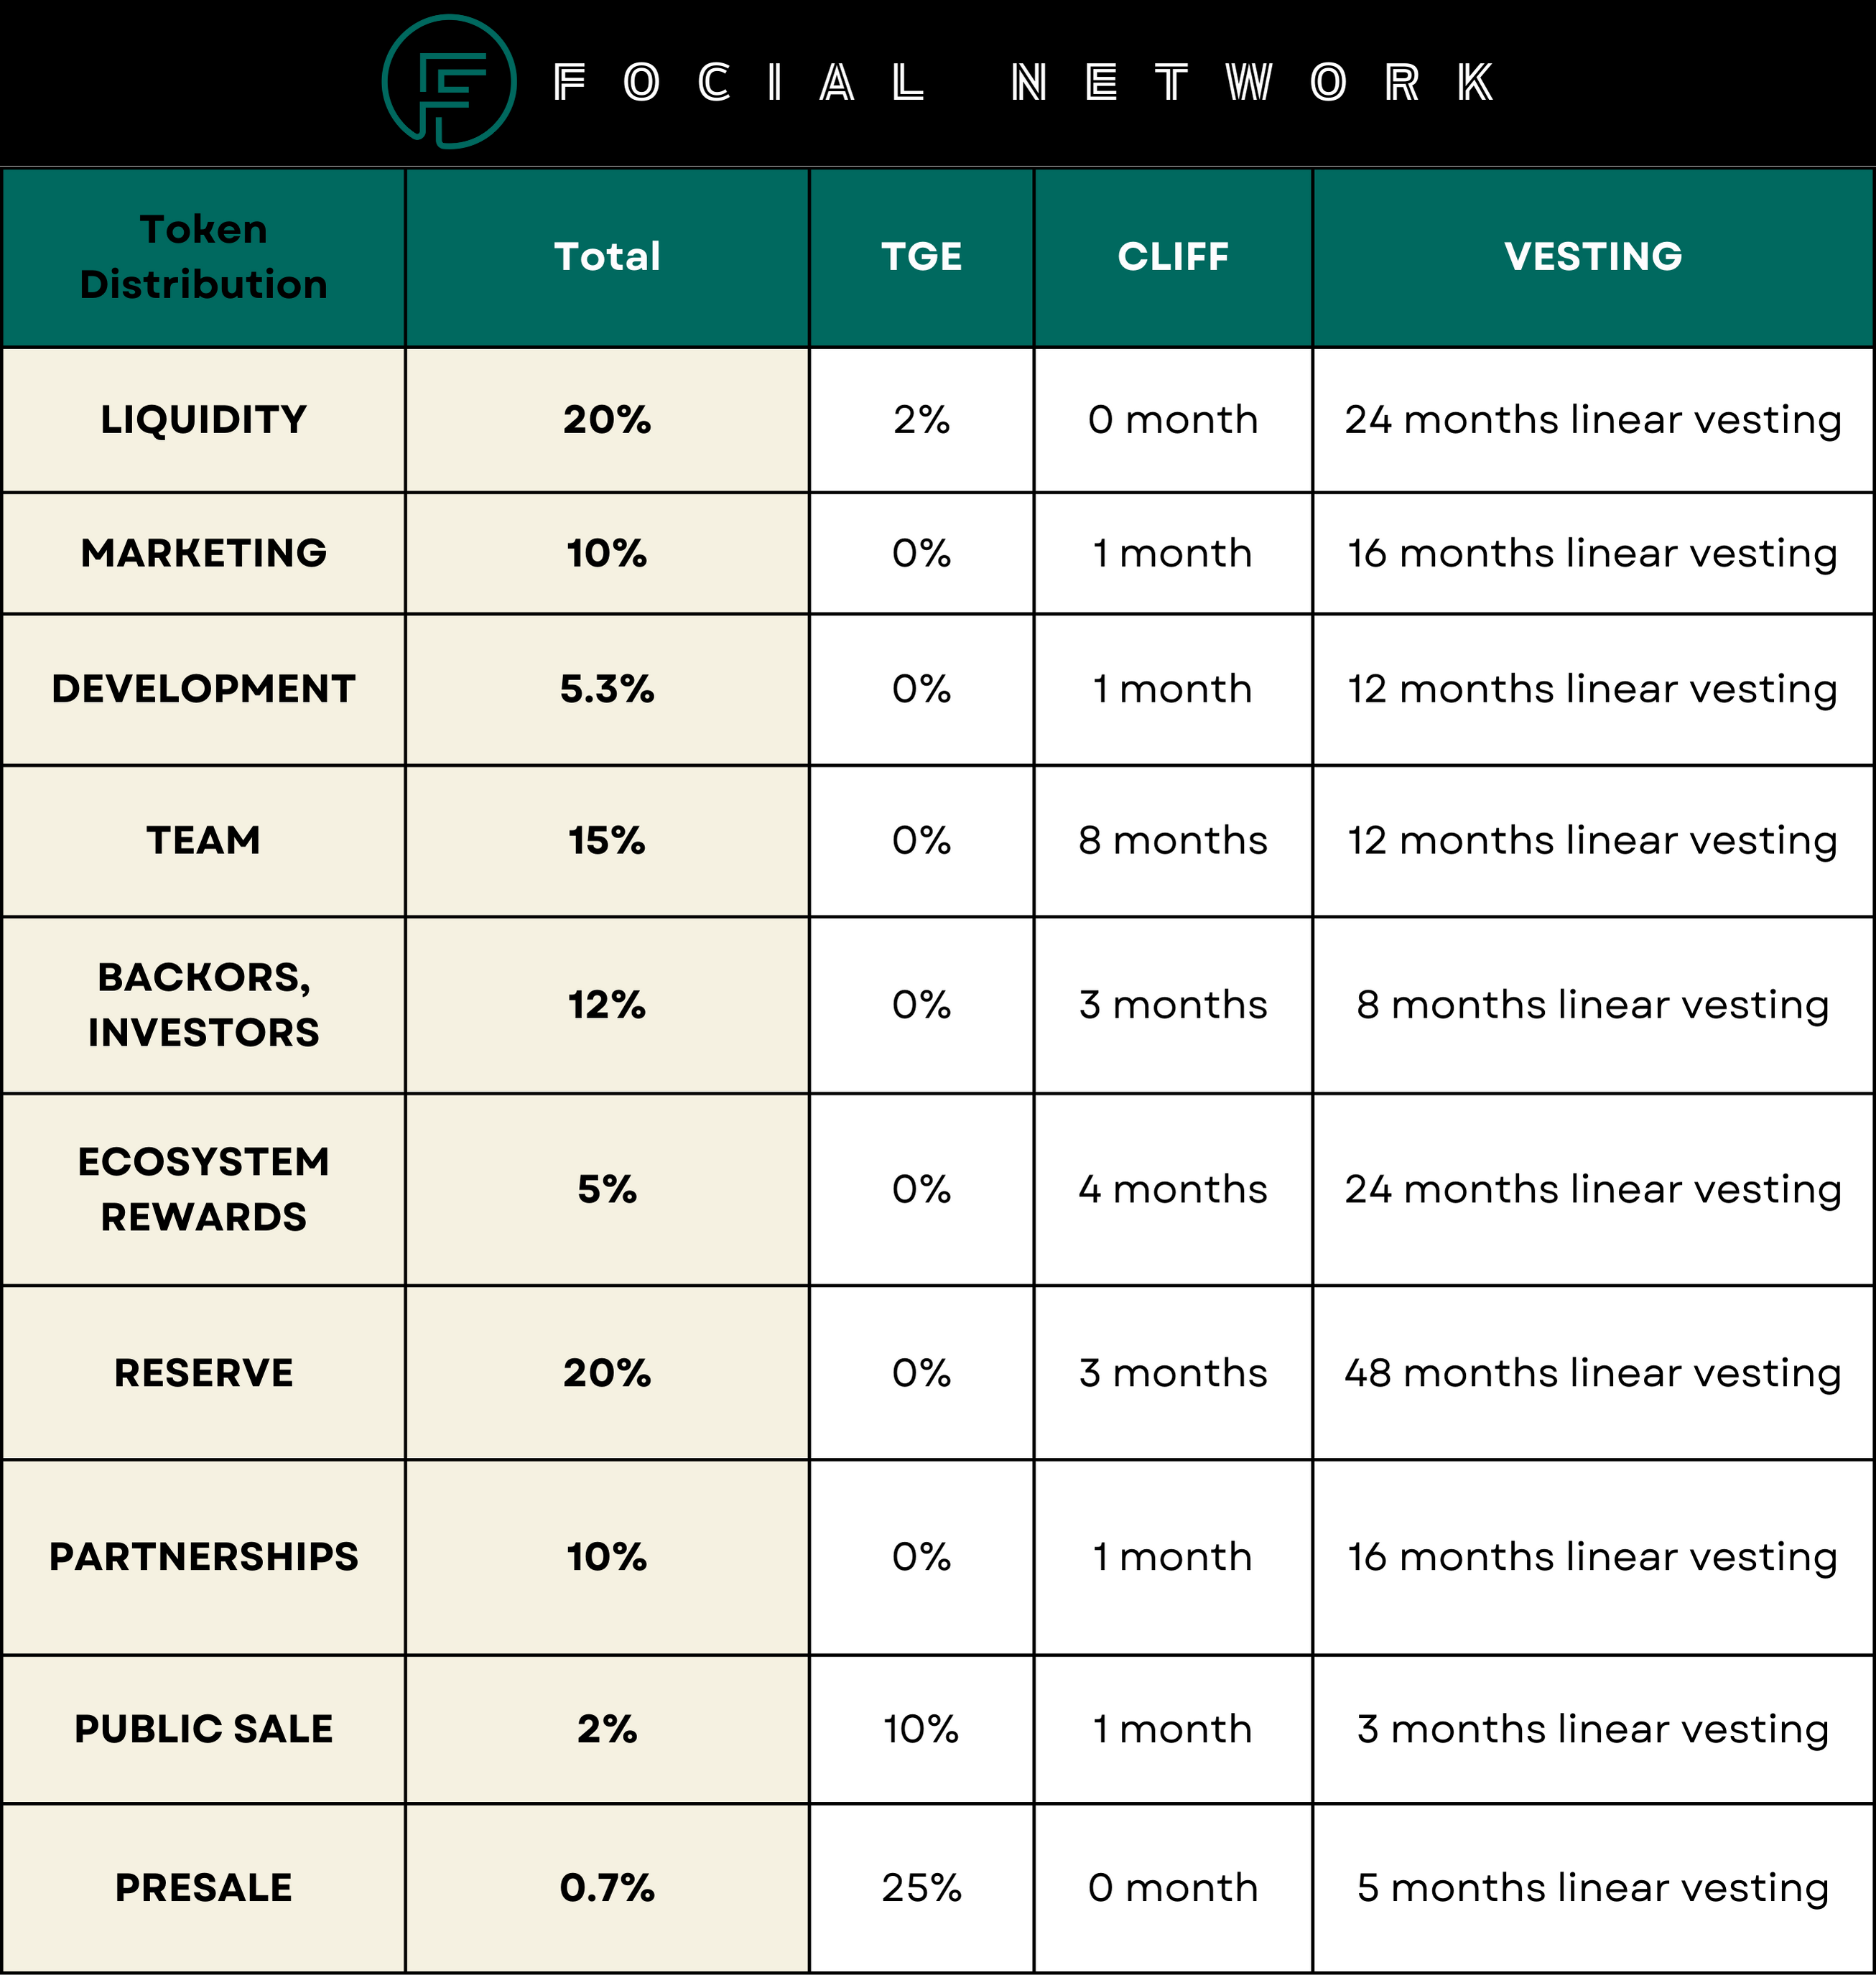 FOCIAL NETWORK
Token
Distribution
Total
TGE
CLIFF
VESTING
LIQUIDITY
20%
2%
0 month
24 months linear vesting
MARKETING
10%
0%
1 month
16 months linear vesting
DEVELOPMENT
5.3%
0%
1 month
12 months linear vesting
TEAM
15%
0%
8 months
12 months linear vesting
BACKORS,
INVESTORS
12%
0%
3 months
8 months linear vesting
ECOSYSTEM
REWARDS
5%
0%
4 months
24 months linear vesting
RESERVE
20%
0%
3 months
48 months linear vesting
PARTNERSHIPS
10%
0%
1 month
16 months linear vesting
PUBLIC SALE
2%
10%
1 month
3 months linear vesting
PRESALE
0.7%
25%
0 month
5 months linear vesting